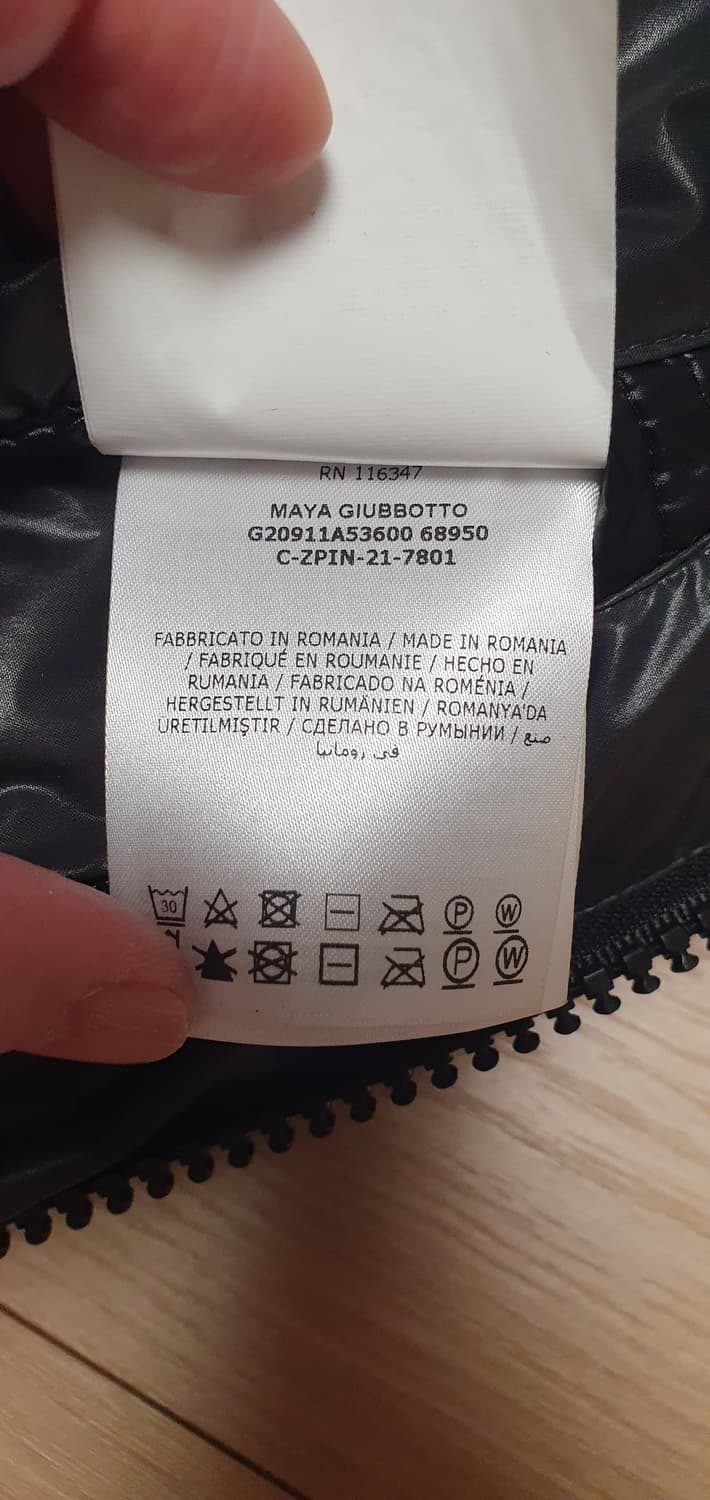 RN 116347
MAYA GIUBBOTTO
G20911A53600 68950
C-ZPIN-21-7801
FABBRICATO IN ROMANIA / MADE IN ROMANIA
/ FABRIQUÉ EN ROUMANIE / HECHO EN
RUMANIA / FABRICADO NA ROMÉNIA /
HERGESTELLT IN RUMÄNIEN / ROMANYA'DA
URETILMIŞTIR / СДЕЛАНО В РУМЫНИИ / صنع
في رومانيا
30 P W
P W